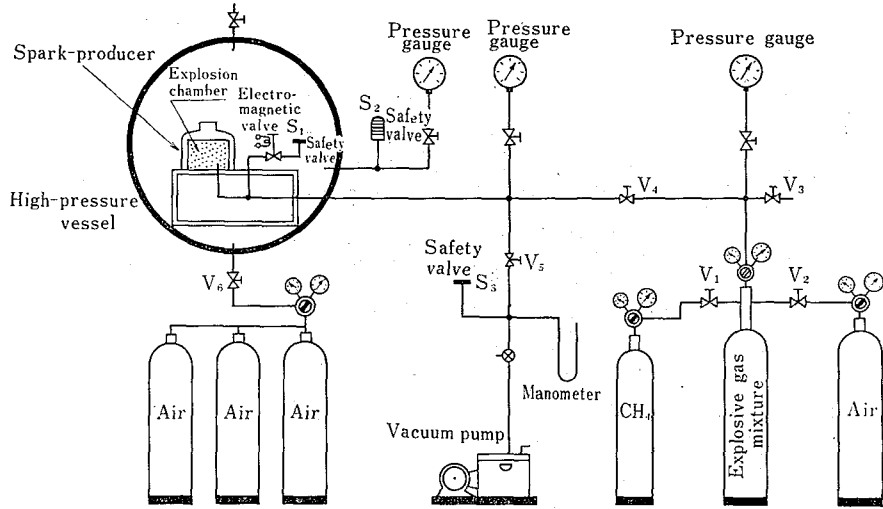 Pressure
gauge
Pressure
gauge
Pressure gauge
Spark-producer
Explosion
chamber
Electro-
magnetic
valve
S₁
Safety
valve
S₂
Safety
valve
High-pressure
vessel
V₄
V₃
V₆
Safety
valve
S₃
V₅
V₁
V₂
Manometer
Air
Air
Air
Vacuum pump
CH₄
Explosive gas
mixture
Air